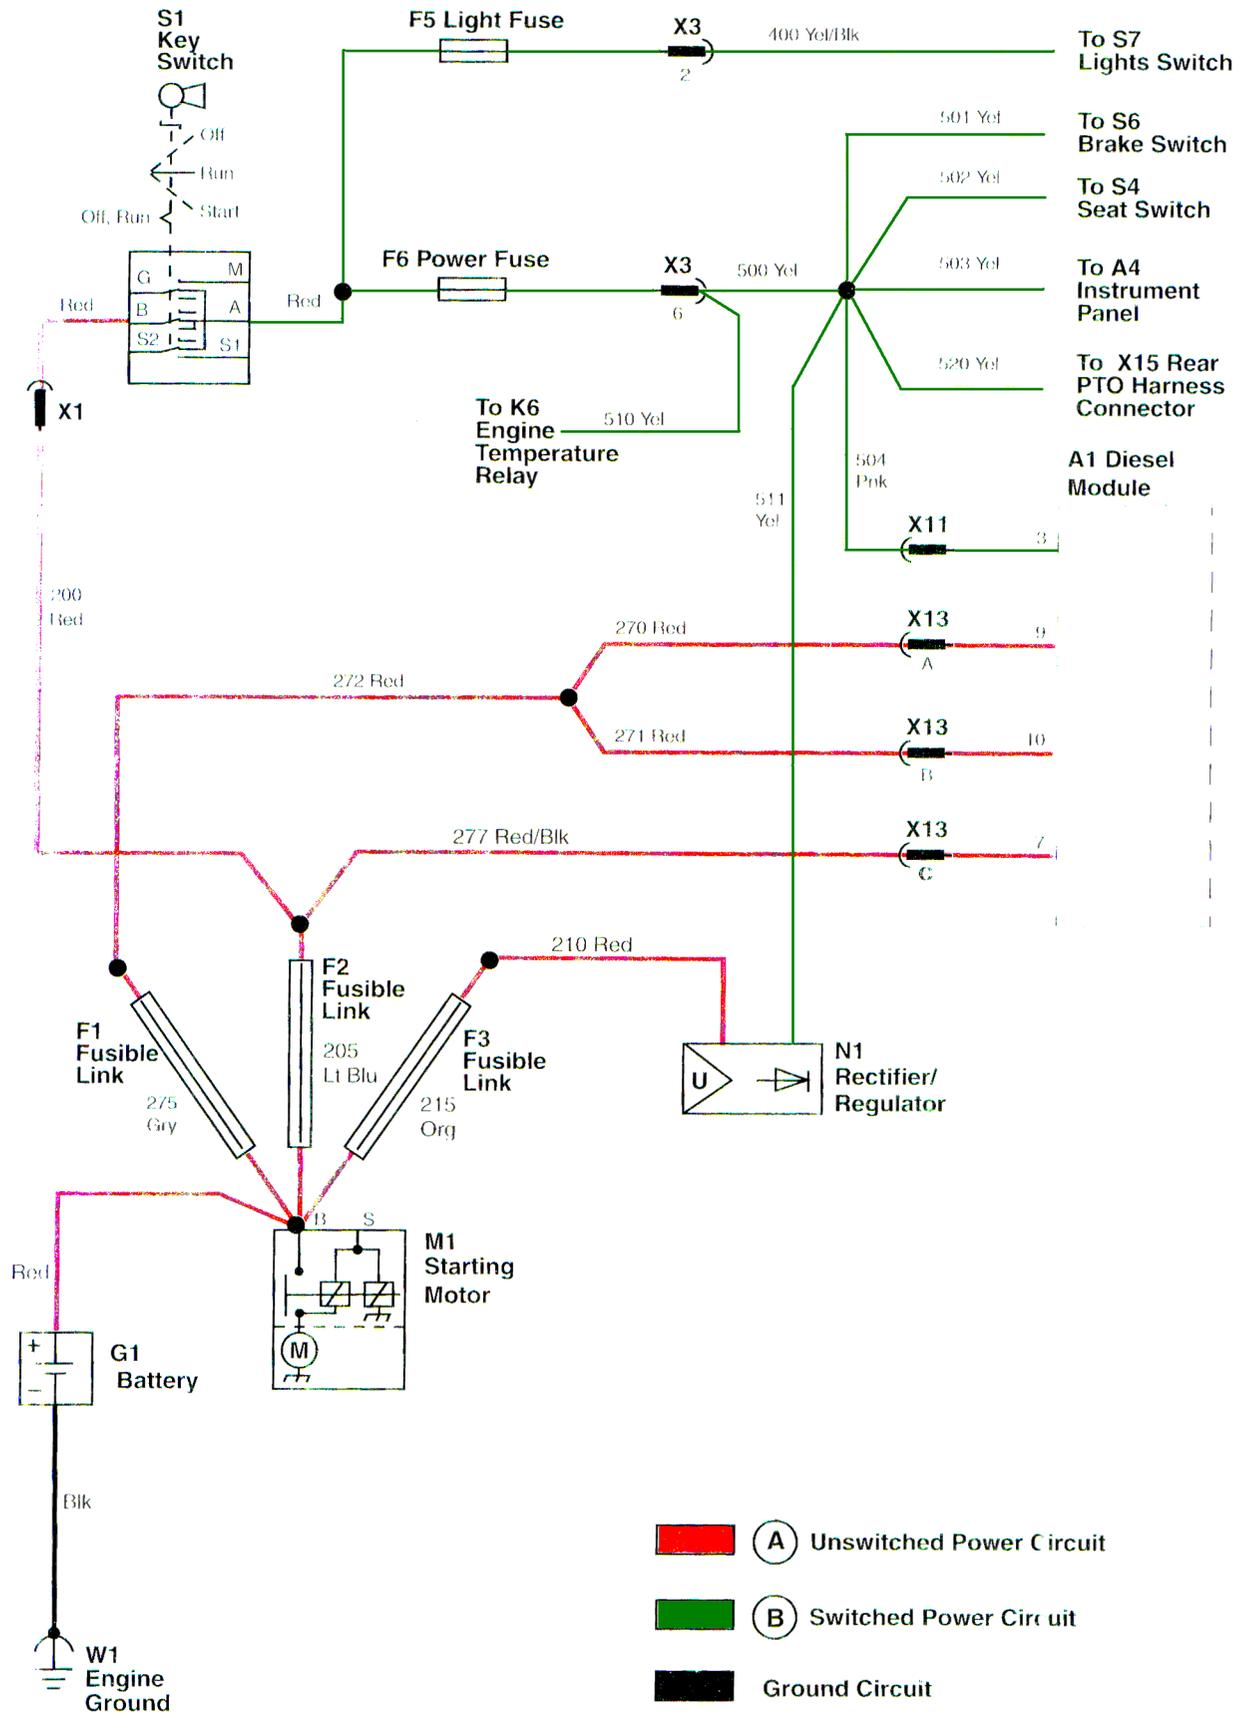 S1
Key
Switch
F5 Light Fuse
X3
2
400 Yel/Blk
To S7
Lights Switch
Off
Run
Start
Off, Run
501 Yel
To S6
Brake Switch
502 Yel
To S4
Seat Switch
F6 Power Fuse
X3
6
500 Yel
503 Yel
To A4
Instrument
Panel
G
M
B
A
S2
S1
Red
Red
X1
520 Yel
To X15 Rear
PTO Harness
Connector
To K6
Engine
Temperature
Relay
510 Yel
504
Pnk
511
Yel
A1 Diesel
Module
X11
3
200
Red
270 Red
X13
A
9
272 Red
271 Red
X13
B
10
277 Red/Blk
X13
C
7
F2
Fusible
Link
205
Lt Blu
210 Red
F1
Fusible
Link
275
Gry
F3
Fusible
Link
215
Org
U
N1
Rectifier/
Regulator
B
S
M1
Starting
Motor
M
Red
+
−
G1
Battery
Blk
W1
Engine
Ground
A Unswitched Power Circuit
B Switched Power Circuit
Ground Circuit